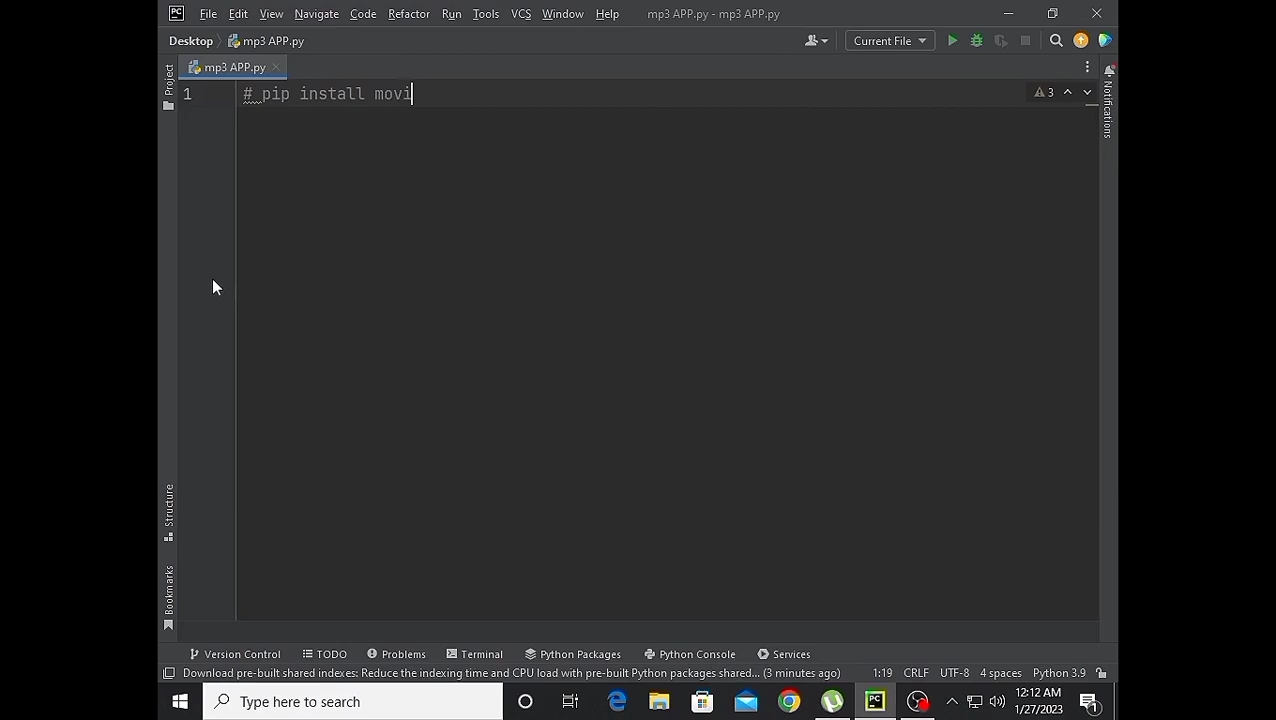 PC File Edit View Navigate Code Refactor Run Tools VCS Window Help mp3 APP.py - mp3 APP.py
Desktop mp3 APP.py Current File
mp3 APP.py
1 # pip install movi 3
Project
Notifications
Structure
Bookmarks
Version Control TODO Problems Terminal Python Packages Python Console Services
Download pre-built shared indexes: Reduce the indexing time and CPU load with pre-built Python packages shared... (3 minutes ago) 1:19 CRLF UTF-8 4 spaces Python 3.9
Type here to search PC 12:12 AM
1/27/2023 1